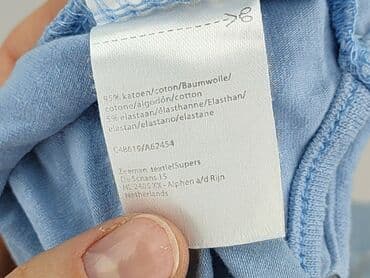 95% katoen/coton/Baumwolle/
cotone/algodón/cotton
5% elastaan/élasthanne/Elasthan/
elastan/elastano/elastane
C48619/A62454
Zeeman textielSupers
De Schans 15
NL 2405 XX - Alphen a/d Rijn
Netherlands